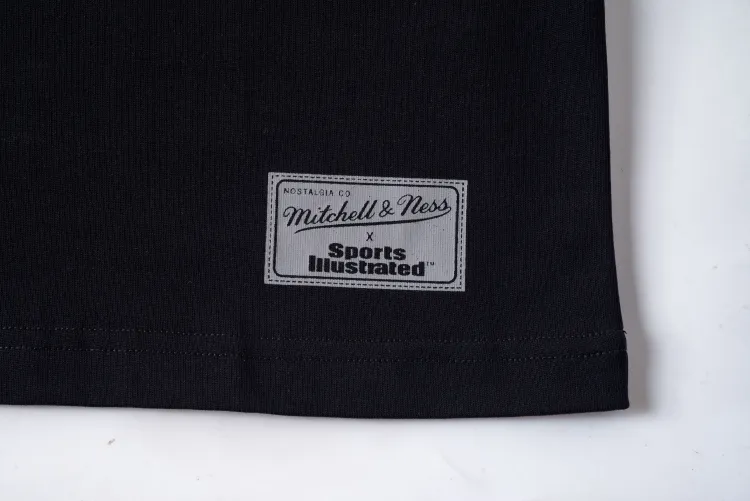 NOSTALGIA CO.
Mitchell & Ness
X
Sports
Illustrated™